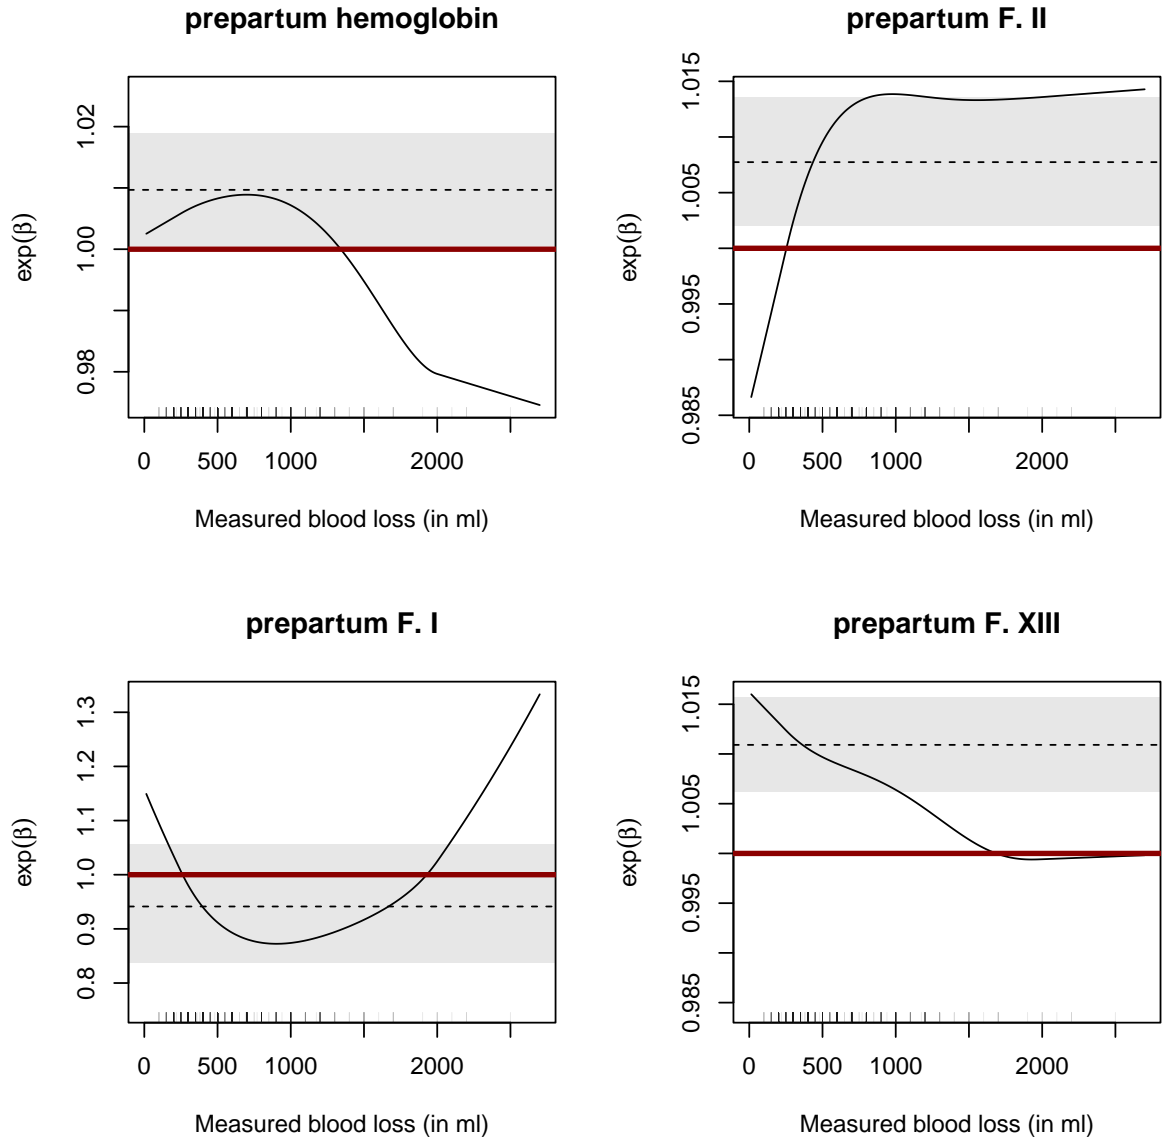 prepartum hemoglobin
exp(β)
1.02
1.00
0.98
0 500 1000 2000
Measured blood loss (in ml)
prepartum F. II
exp(β)
1.015
1.005
0.995
0.985
0 500 1000 2000
Measured blood loss (in ml)
prepartum F. I
exp(β)
1.3
1.2
1.1
1.0
0.9
0.8
0 500 1000 2000
Measured blood loss (in ml)
prepartum F. XIII
exp(β)
1.015
1.005
0.995
0.985
0 500 1000 2000
Measured blood loss (in ml)